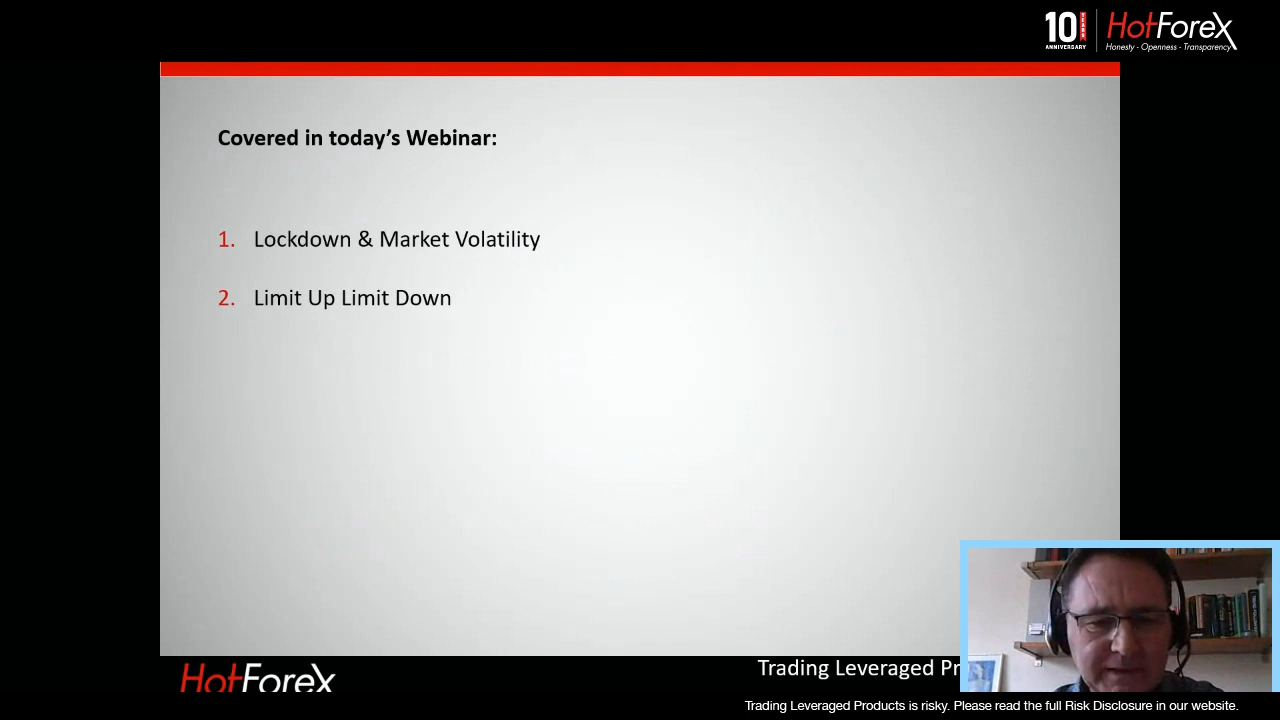 10 YEARS
ANNIVERSARY
HotForex
Honesty - Openness - Transparency
Covered in today's Webinar:
1. Lockdown & Market Volatility
2. Limit Up Limit Down
HotForex
Trading Leveraged Pr
Trading Leveraged Products is risky. Please read the full Risk Disclosure in our website.